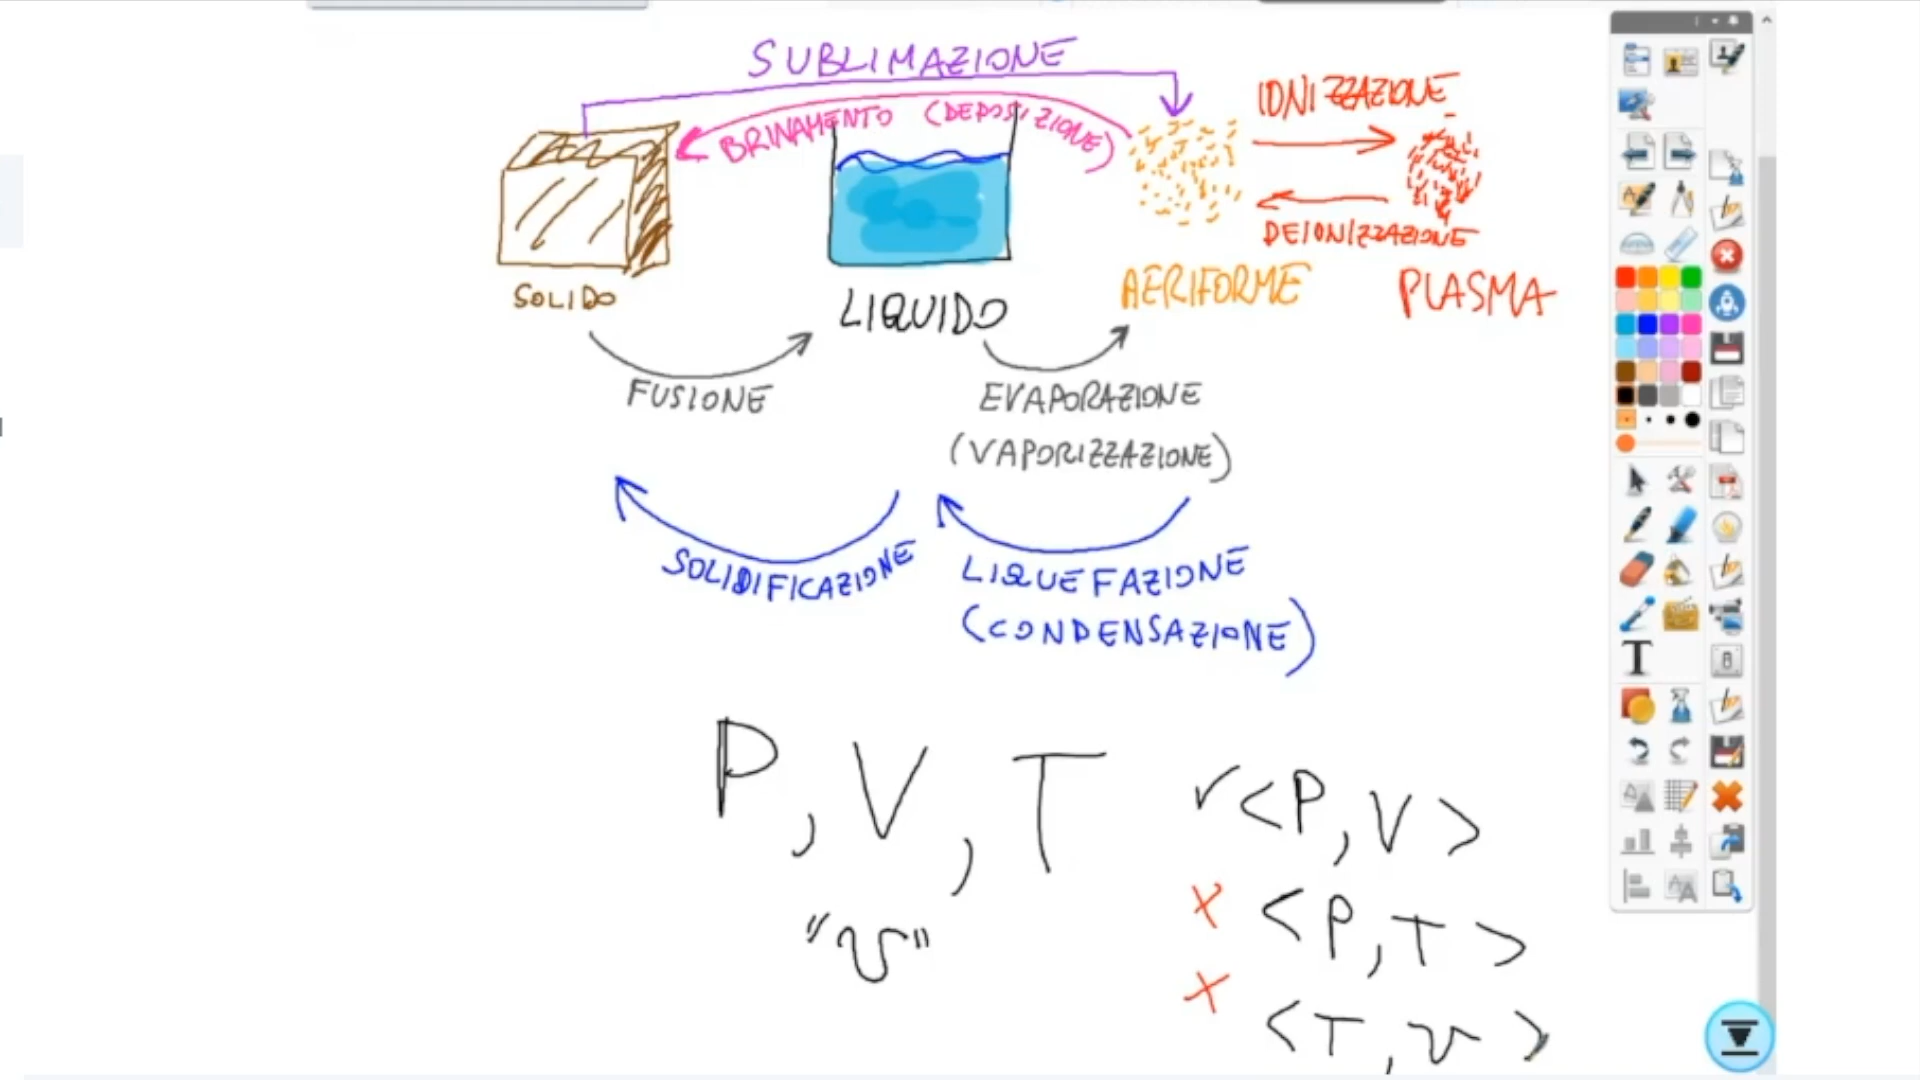 SUBLIMAZIONE
IONIZZAZIONE
BRINAMENTO (DEPOSIZIONE)
DEIONIZZAZIONE
SOLIDO
LIQUIDO
AERIFORME
PLASMA
FUSIONE
EVAPORAZIONE
(VAPORIZZAZIONE)
SOLIDIFICAZIONE
LIQUEFAZIONE
(CONDENSAZIONE)
P, V, T
"v"
<P, V>
x <P, T>
x <T, v>
T